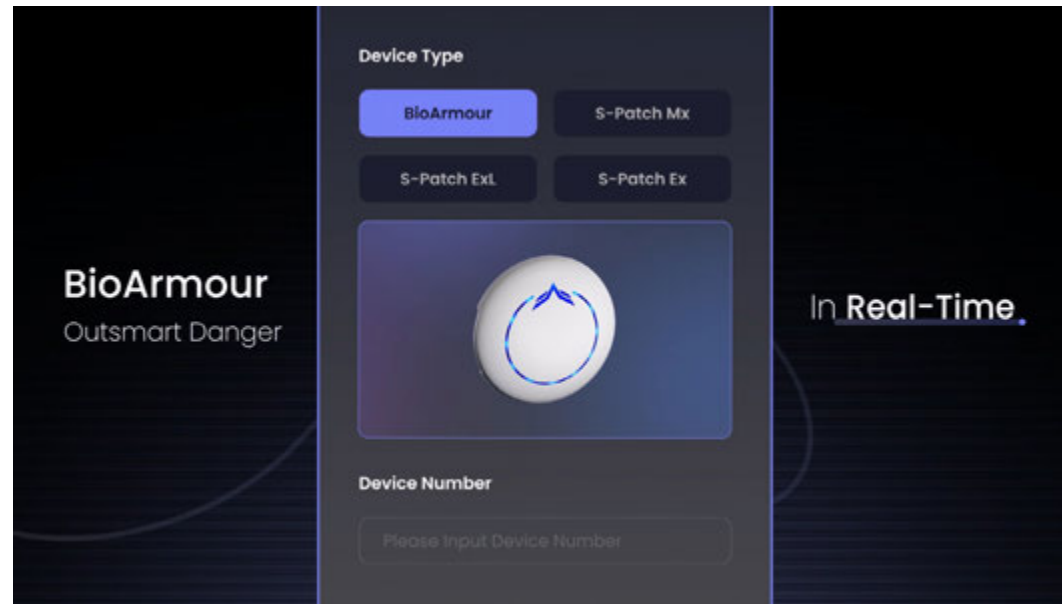 BioArmour
Outsmart Danger
Device Type
BioArmour
S-Patch Mx
S-Patch ExL
S-Patch Ex
Device Number
Please Input Device Number
In Real-Time